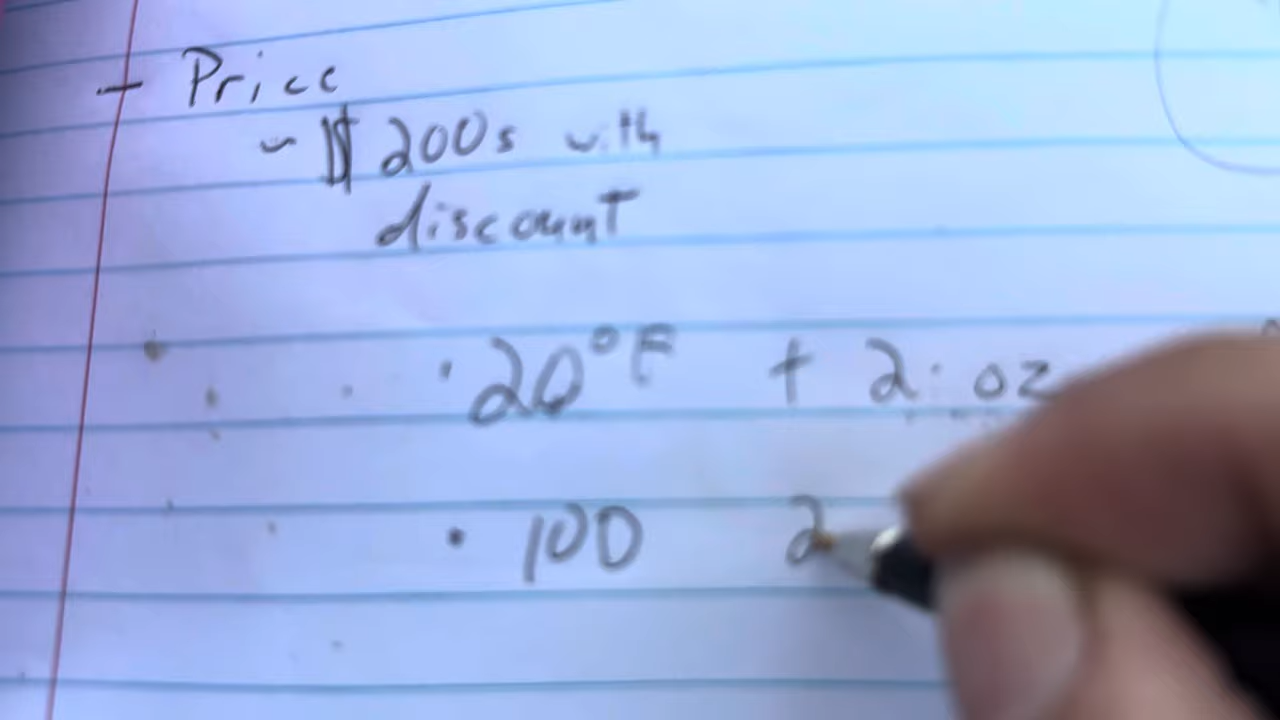 - Price
~ $200s with
discount
· 20°F + 2 oz
· 100 2